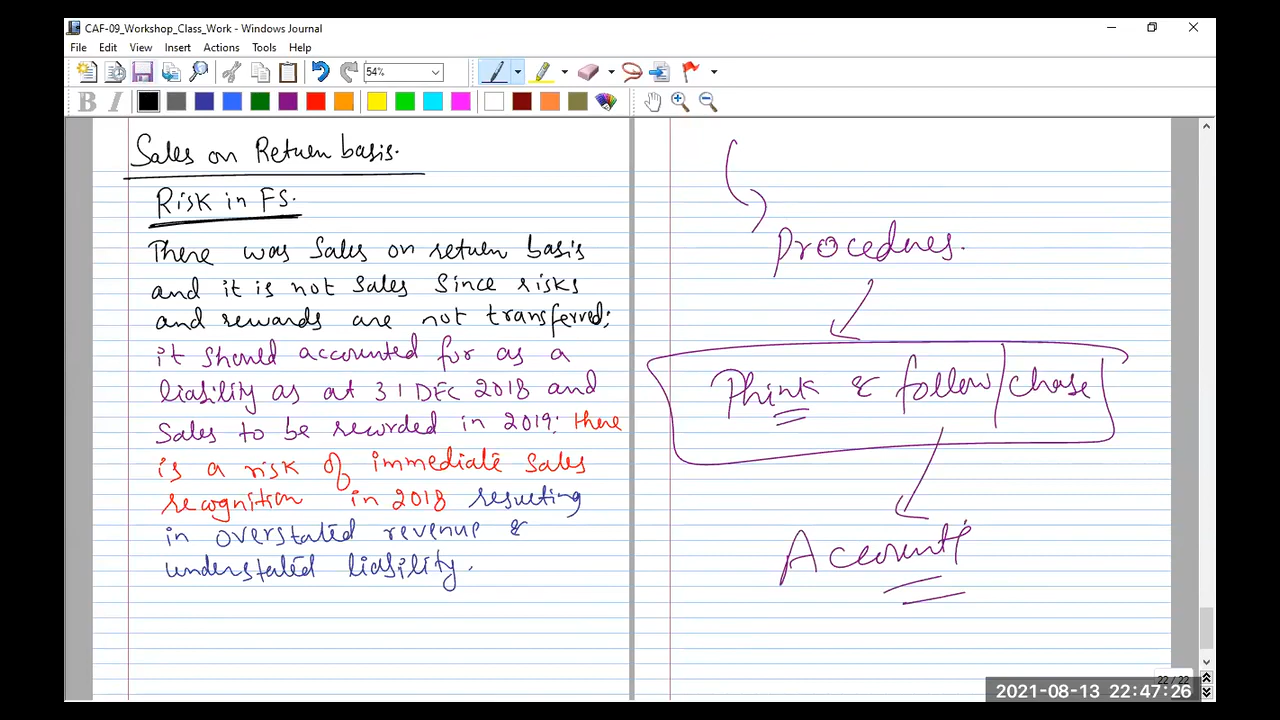 CAF-09_Workshop_Class_Work - Windows Journal
File Edit View Insert Actions Tools Help
54%
B I
Sales on Return basis.
Risk in FS.
There was Sales on return basis
and it is not Sales Since risks
and rewards are not transferred;
it should accounted for as a
liability as at 31 DEC 2018 and
Sales to be recorded in 2019; there
is a risk of immediate sales
recognition in 2018 resulting
in overstated revenue &
understated liability.
Procedures.
Think & follow/chase
22 / 22
2021-08-13 22:47:26